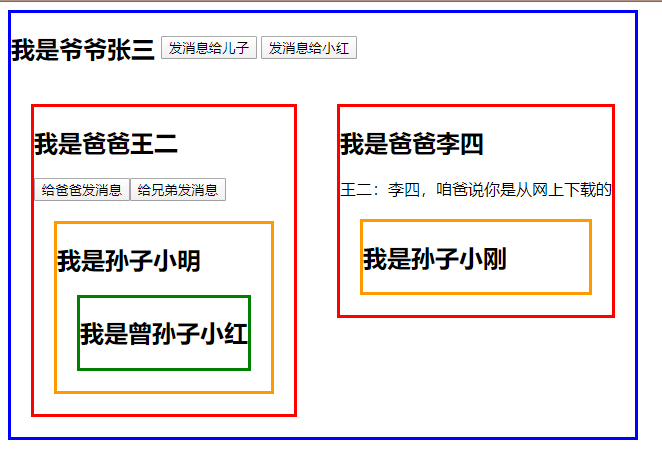 我是爷爷张三 发消息给儿子 发消息给小红
我是爸爸王二
给爸爸发消息 给兄弟发消息
我是孙子小明
我是曾孙子小红
我是爸爸李四
王二：李四，咱爸说你是从网上下载的
我是孙子小刚